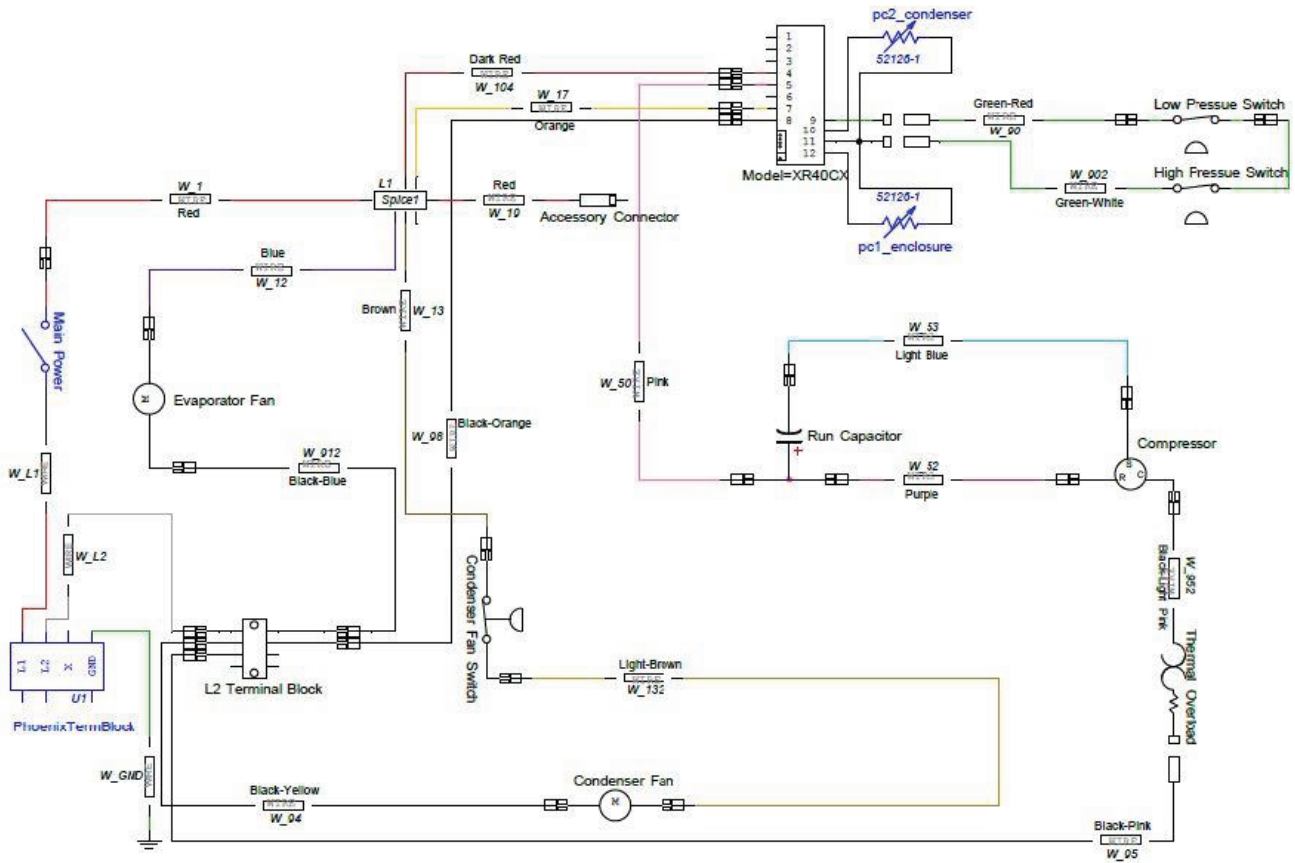 pc2_condenser
52126-1
1
2
3
4
5
6
7
8
9
10
11
12
Model=XR40CX
Dark Red
W_104
W_17
Orange
Green-Red
W_90
Low Pressue Switch
W_902
Green-White
High Pressue Switch
52126-1
pc1_enclosure
W_1
Red
L1
Splice1
Red
W_19
Accessory Connector
Blue
W_12
Brown
W_13
Main Power
Evaporator Fan
W_50
Pink
W_53
Light Blue
Run Capacitor
+
W_52
Purple
Compressor
S
R
C
W_98
Black-Orange
W_L1
W_912
Black-Blue
W_L2
Condenser Fan Switch
W_952
Black-Light Pink
Thermal Overload
L1
L2
X
GND
U1
PhoenixTermBlock
L2 Terminal Block
Light-Brown
W_132
W_GND
Black-Yellow
W_94
Condenser Fan
M
M
Black-Pink
W_95